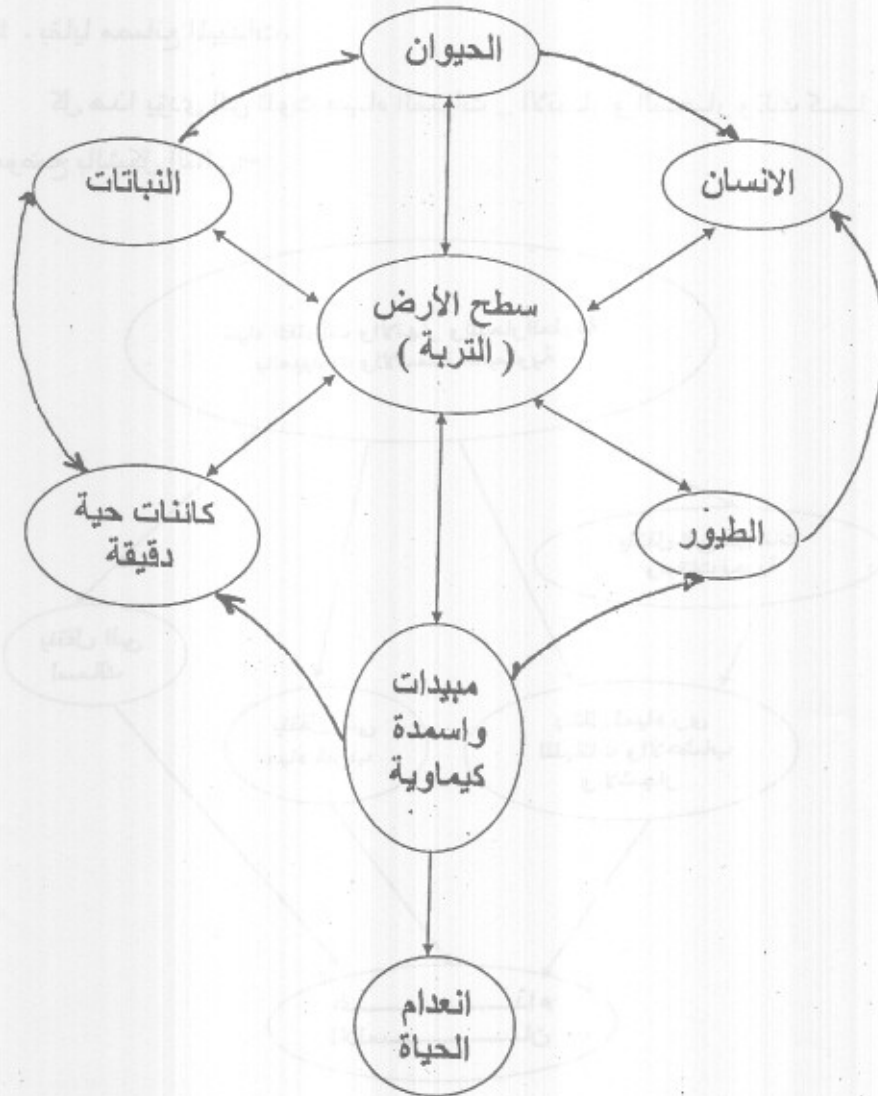 الحيوان
النباتات
الانسان
سطح الأرض
( التربة )
كائنات حية
دقيقة
الطيور
مبيدات
واسمدة
كيماوية
انعدام
الحياة